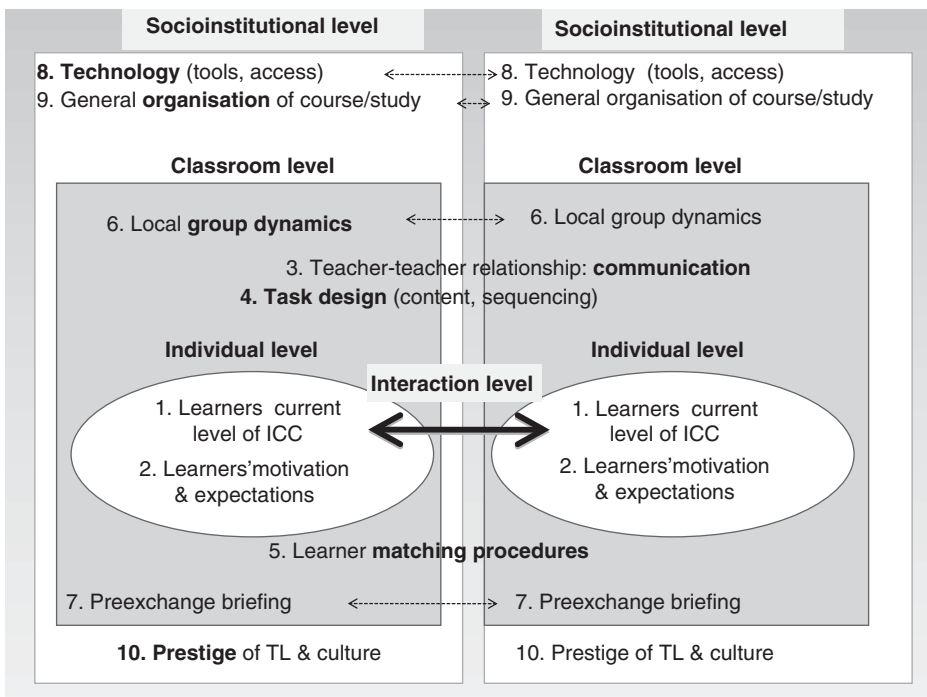 Socioinstitutional level
Socioinstitutional level
8. Technology (tools, access)
8. Technology (tools, access)
9. General organisation of course/study
9. General organisation of course/study
Classroom level
Classroom level
6. Local group dynamics
6. Local group dynamics
3. Teacher-teacher relationship: communication
4. Task design (content, sequencing)
Individual level
Individual level
Interaction level
1. Learners current
level of ICC
2. Learners'motivation
& expectations
1. Learners current
level of ICC
2. Learners'motivation
& expectations
5. Learner matching procedures
7. Preexchange briefing
7. Preexchange briefing
10. Prestige of TL & culture
10. Prestige of TL & culture